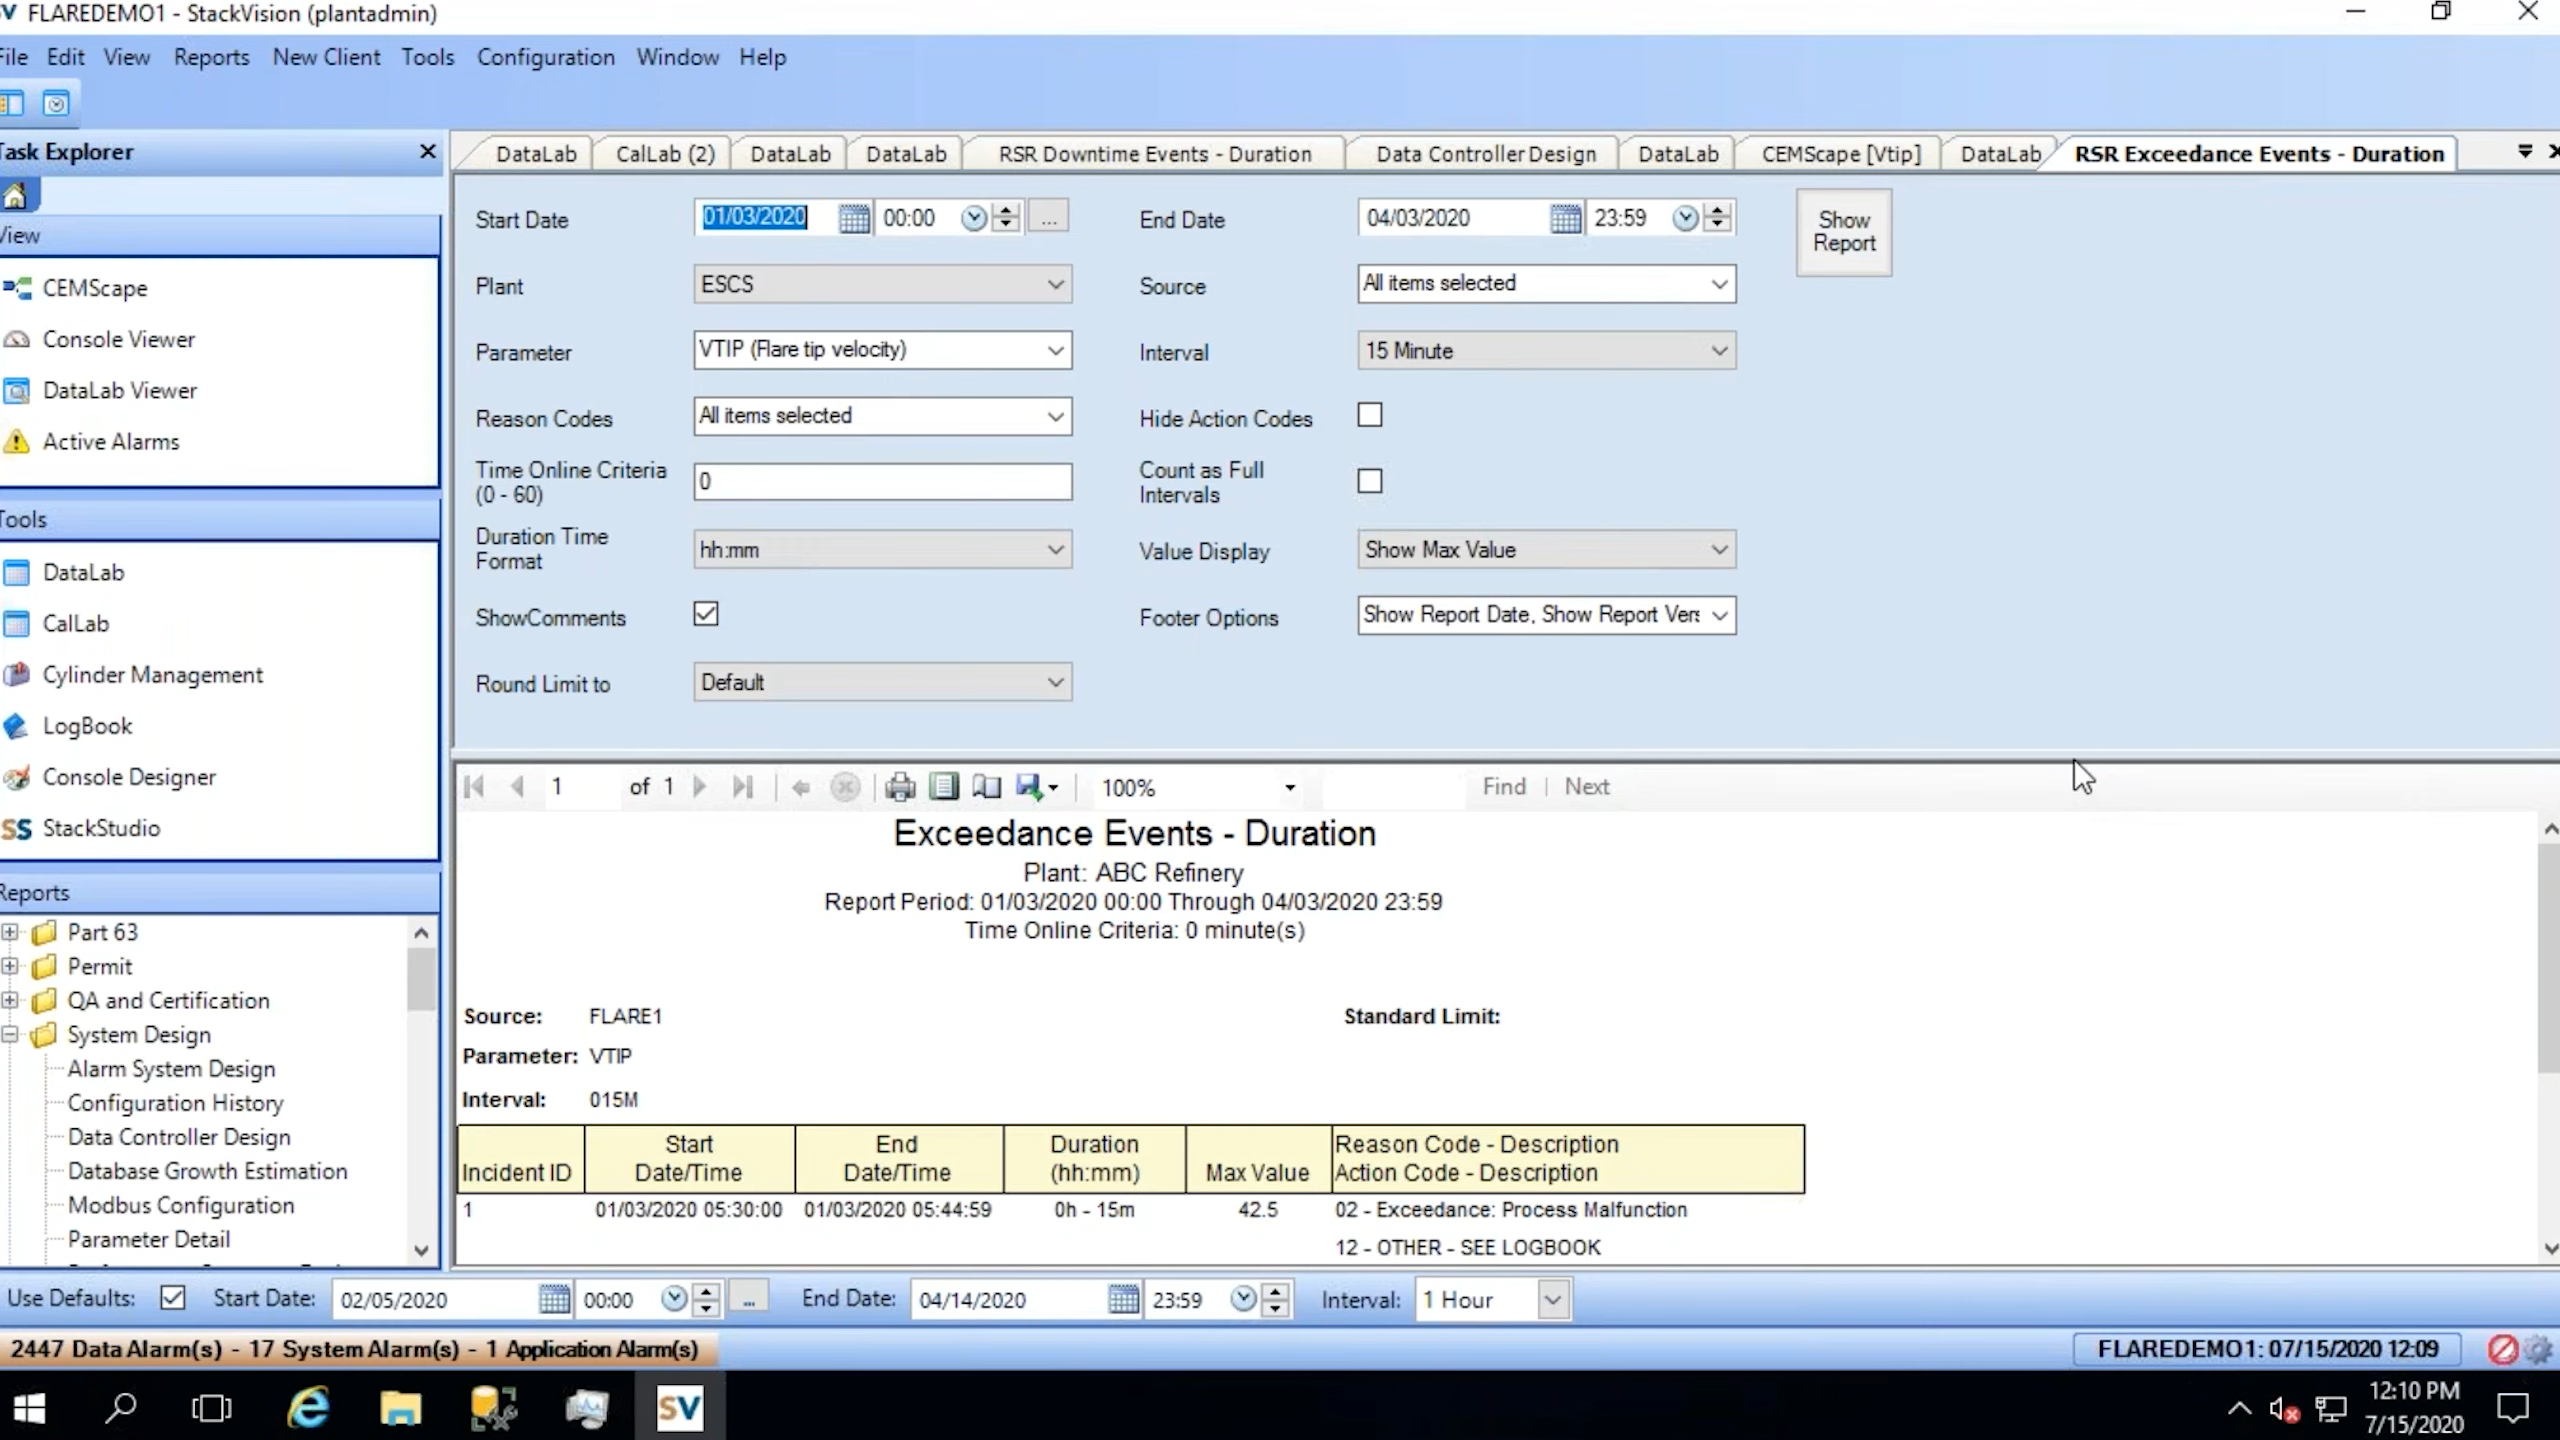 FLAREDEMO1 - StackVision (plantadmin)
File Edit View Reports New Client Tools Configuration Window Help
Task Explorer
View
CEMScape
Console Viewer
DataLab Viewer
Active Alarms
Tools
DataLab
CalLab
Cylinder Management
LogBook
Console Designer
SS StackStudio
Reports
Part 63
Permit
QA and Certification
System Design
Alarm System Design
Configuration History
Data Controller Design
Database Growth Estimation
Modbus Configuration
Parameter Detail
DataLab CalLab (2) DataLab DataLab RSR Downtime Events - Duration Data Controller Design DataLab CEMScape [Vtip] DataLab RSR Exceedance Events - Duration
Start Date 01/03/2020 00:00 ... End Date 04/03/2020 23:59 Show Report
Plant ESCS Source All items selected
Parameter VTIP (Flare tip velocity) Interval 15 Minute
Reason Codes All items selected Hide Action Codes
Time Online Criteria (0 - 60) 0 Count as Full Intervals
Duration Time Format hh:mm Value Display Show Max Value
ShowComments Footer Options Show Report Date, Show Report Vers
Round Limit to Default
1 of 1 100% Find | Next
Exceedance Events - Duration
Plant: ABC Refinery
Report Period: 01/03/2020 00:00 Through 04/03/2020 23:59
Time Online Criteria: 0 minute(s)
Source: FLARE1 Standard Limit:
Parameter: VTIP
Interval: 015M
Incident ID Start Date/Time End Date/Time Duration (hh:mm) Max Value Reason Code - Description Action Code - Description
1 01/03/2020 05:30:00 01/03/2020 05:44:59 0h - 15m 42.5 02 - Exceedance: Process Malfunction
12 - OTHER - SEE LOGBOOK
Use Defaults: Start Date: 02/05/2020 00:00 ... End Date: 04/14/2020 23:59 Interval: 1 Hour
2447 Data Alarm(s) - 17 System Alarm(s) - 1 Application Alarm(s) FLAREDEMO1: 07/15/2020 12:09
SV
12:10 PM
7/15/2020